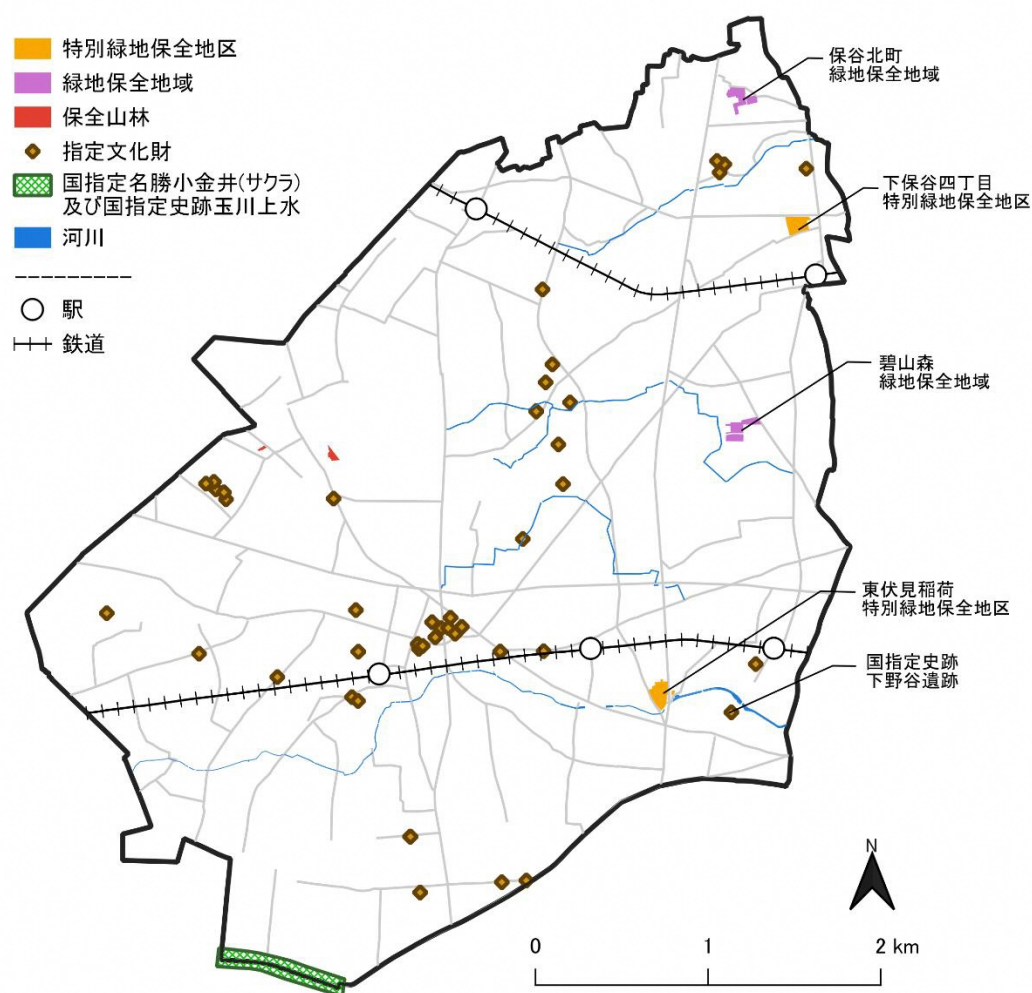 特別緑地保全地区
緑地保全地域
保全山林
指定文化財
国指定名勝小金井(サクラ)
及び国指定史跡玉川上水
河川
駅
鉄道
保谷北町
緑地保全地域
下保谷四丁目
特別緑地保全地区
碧山森
緑地保全地域
東伏見稲荷
特別緑地保全地区
国指定史跡
下野谷遺跡
N
0 1 2 km